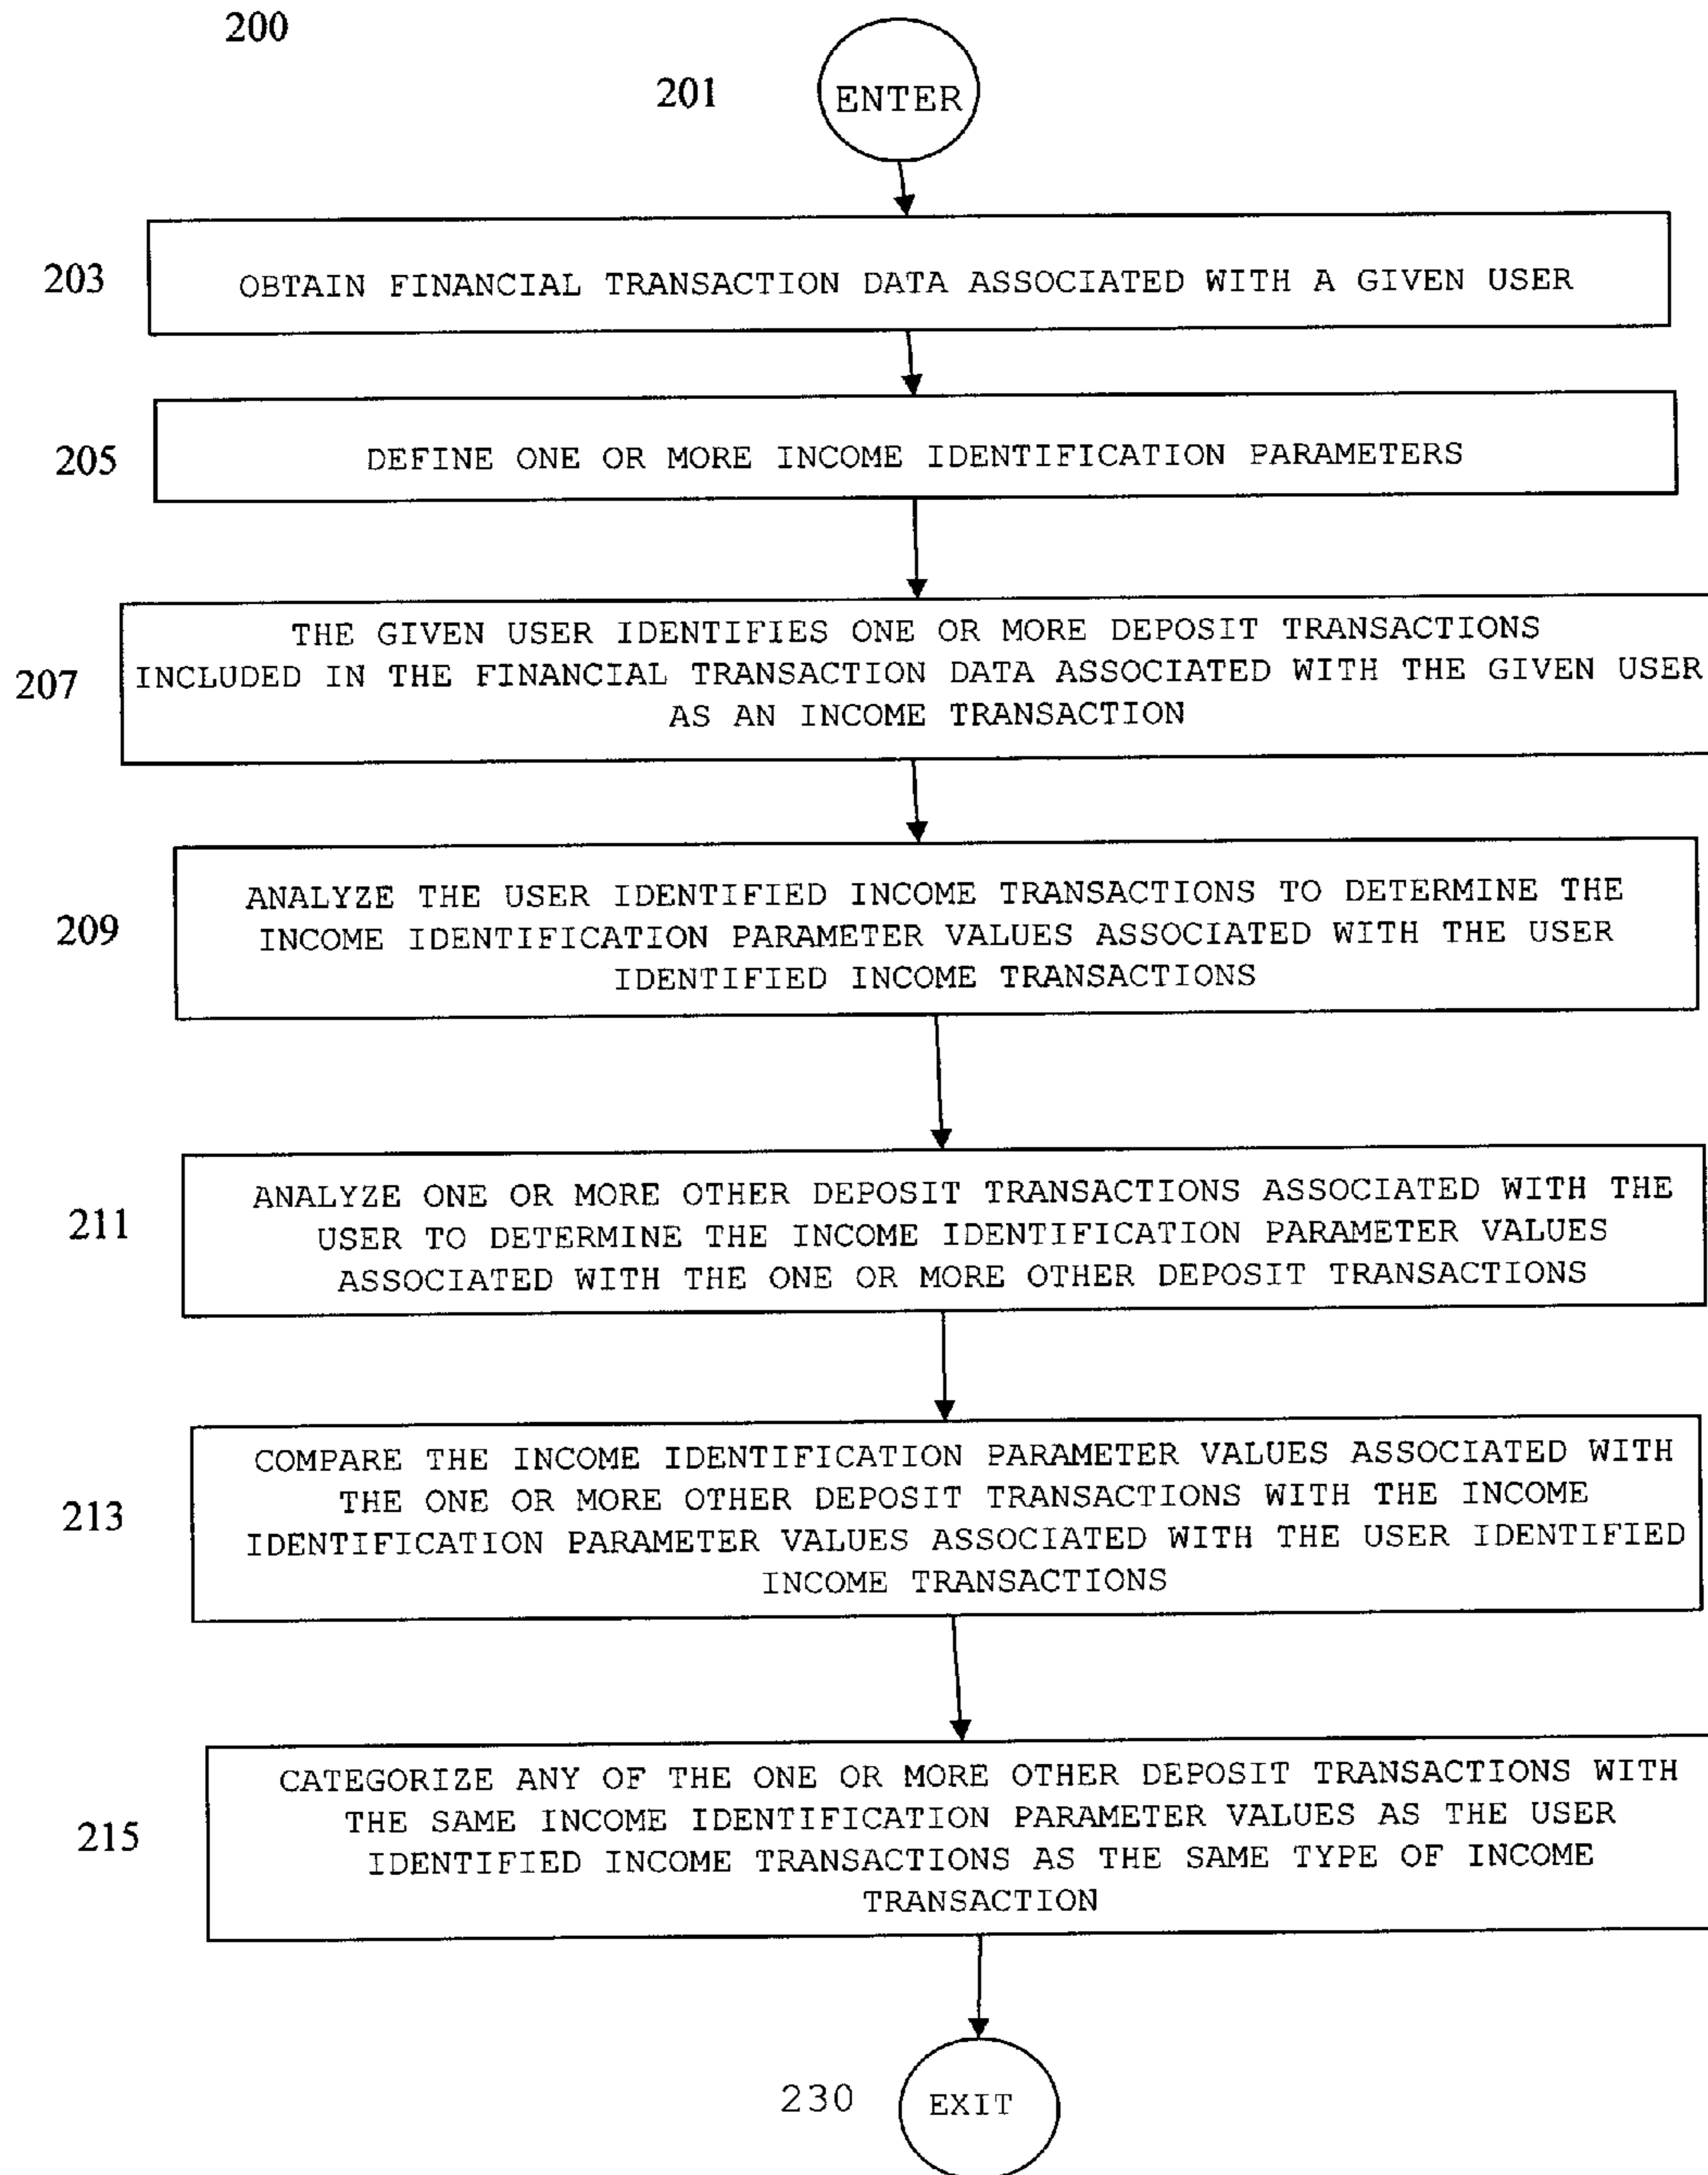 200
201
ENTER
203
OBTAIN FINANCIAL TRANSACTION DATA ASSOCIATED WITH A GIVEN USER
205
DEFINE ONE OR MORE INCOME IDENTIFICATION PARAMETERS
207
THE GIVEN USER IDENTIFIES ONE OR MORE DEPOSIT TRANSACTIONS
INCLUDED IN THE FINANCIAL TRANSACTION DATA ASSOCIATED WITH THE GIVEN USER
AS AN INCOME TRANSACTION
209
ANALYZE THE USER IDENTIFIED INCOME TRANSACTIONS TO DETERMINE THE
INCOME IDENTIFICATION PARAMETER VALUES ASSOCIATED WITH THE USER
IDENTIFIED INCOME TRANSACTIONS
211
ANALYZE ONE OR MORE OTHER DEPOSIT TRANSACTIONS ASSOCIATED WITH THE
USER TO DETERMINE THE INCOME IDENTIFICATION PARAMETER VALUES
ASSOCIATED WITH THE ONE OR MORE OTHER DEPOSIT TRANSACTIONS
213
COMPARE THE INCOME IDENTIFICATION PARAMETER VALUES ASSOCIATED WITH
THE ONE OR MORE OTHER DEPOSIT TRANSACTIONS WITH THE INCOME
IDENTIFICATION PARAMETER VALUES ASSOCIATED WITH THE USER IDENTIFIED
INCOME TRANSACTIONS
215
CATEGORIZE ANY OF THE ONE OR MORE OTHER DEPOSIT TRANSACTIONS WITH
THE SAME INCOME IDENTIFICATION PARAMETER VALUES AS THE USER
IDENTIFIED INCOME TRANSACTIONS AS THE SAME TYPE OF INCOME
TRANSACTION
230
EXIT